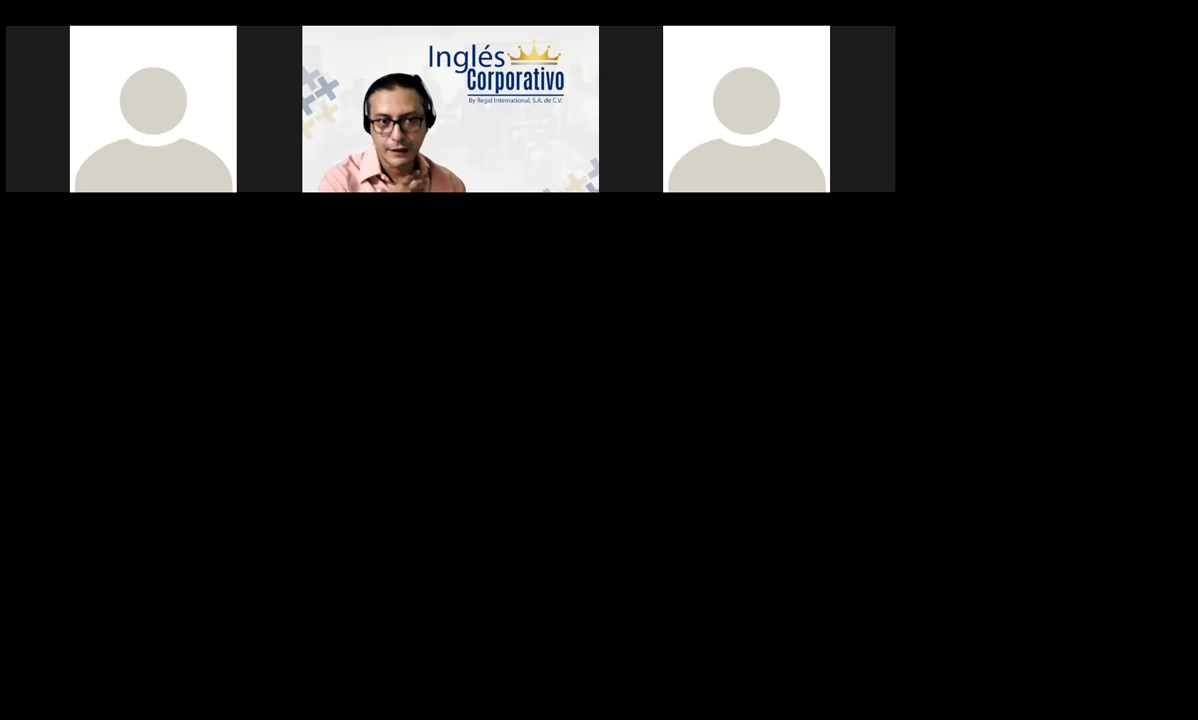 Inglés
Corporativo
By Regal International, S.A. de C.V.